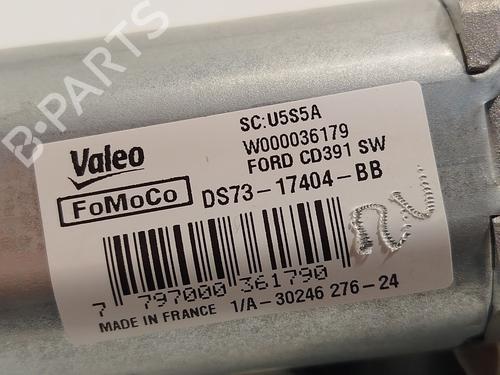 B-PARTS
SC:U5S5A
W000036179
FORD CD391 SW
Valeo
FoMoCo
DS73-17404-BB
7 797000 361790
MADE IN FRANCE 1/A-30246 276-24